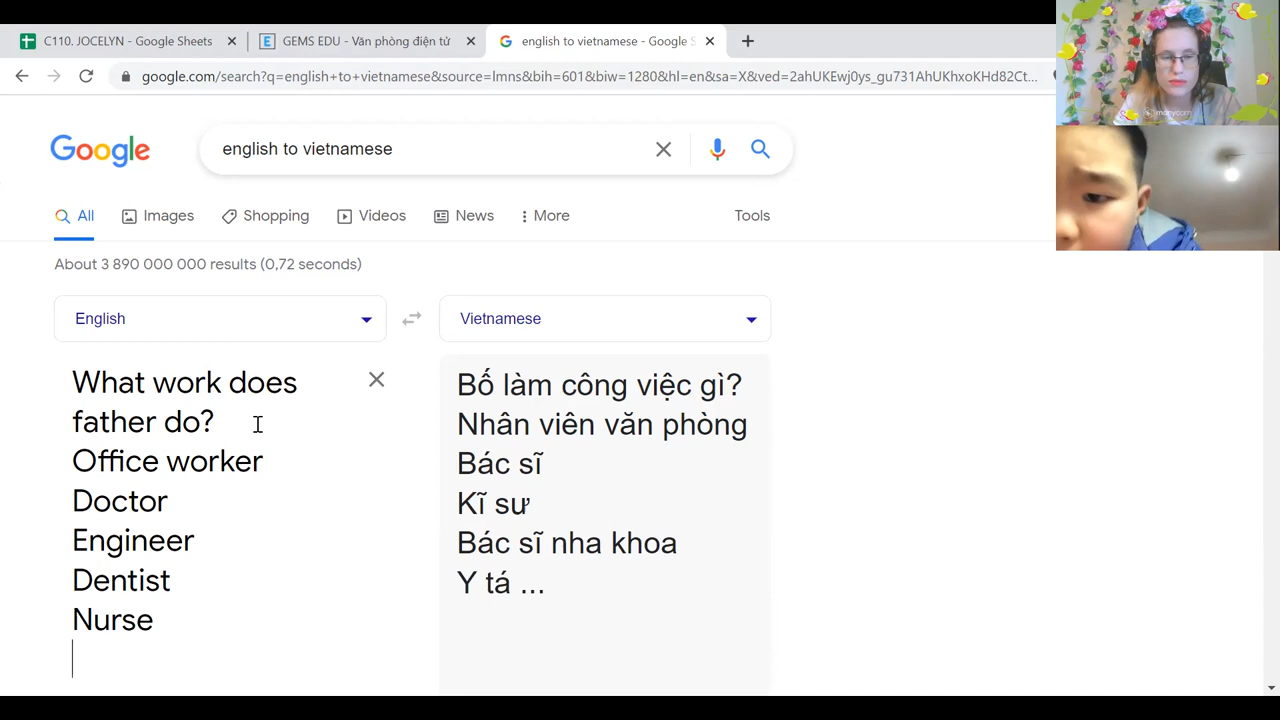 C110. JOCELYN - Google Sheets
GEMS EDU - Văn phòng điện tử
english to vietnamese - Google S
google.com/search?q=english+to+vietnamese&source=lmns&bih=601&biw=1280&hl=en&sa=X&ved=2ahUKEwj0ys_gu731AhUKhxoKHd82Ct...
Google
english to vietnamese
All
Images
Shopping
Videos
News
More
Tools
About 3 890 000 000 results (0,72 seconds)
English
Vietnamese
What work does
father do?
Office worker
Doctor
Engineer
Dentist
Nurse
Bố làm công việc gì?
Nhân viên văn phòng
Bác sĩ
Kĩ sư
Bác sĩ nha khoa
Y tá ...